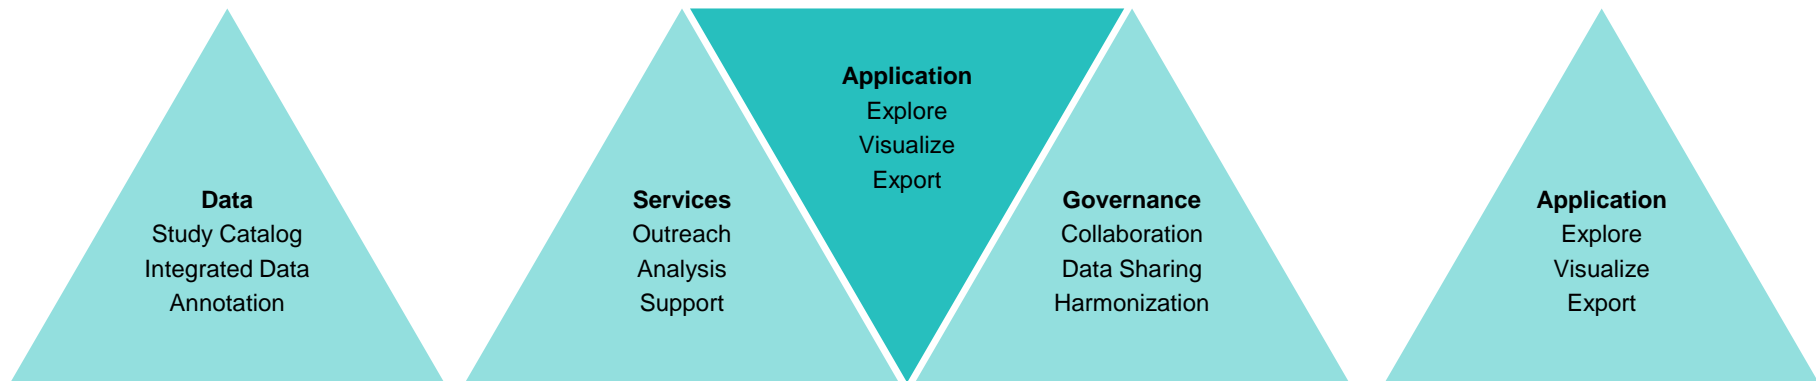 Data
Study Catalog
Integrated Data
Annotation
Services
Outreach
Analysis
Support
Application
Explore
Visualize
Export
Governance
Collaboration
Data Sharing
Harmonization
Application
Explore
Visualize
Export